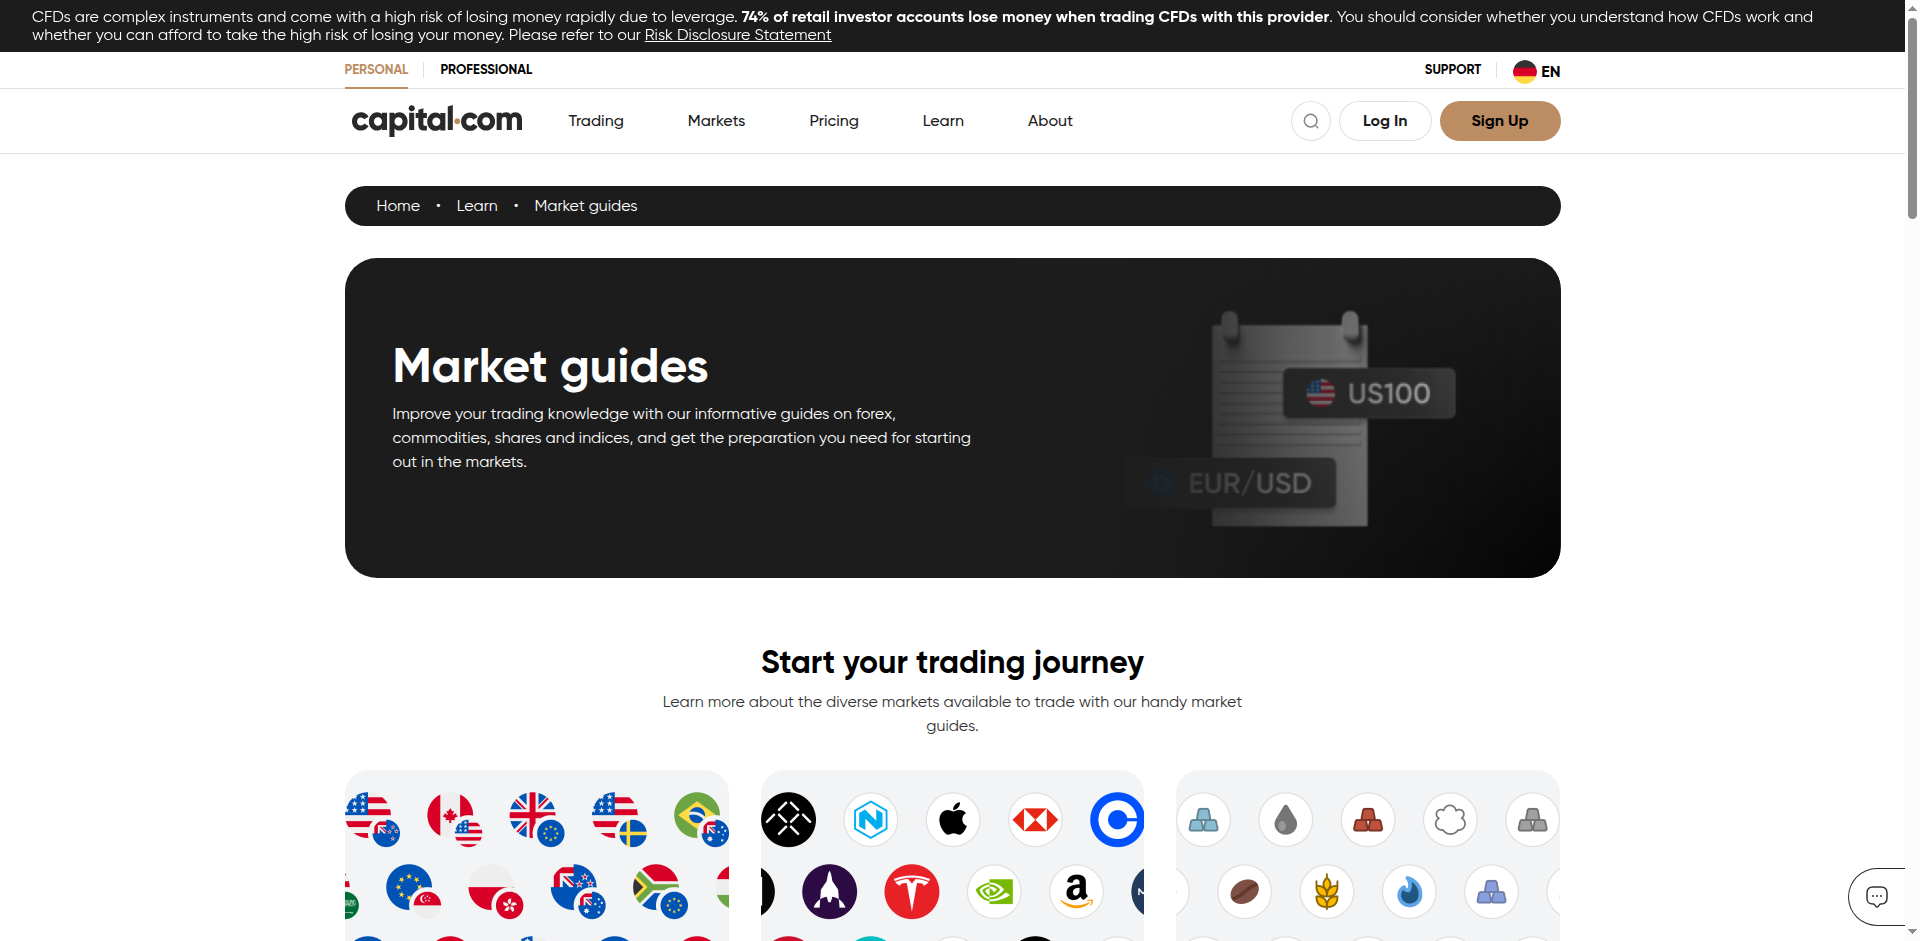 CFDs are complex instruments and come with a high risk of losing money rapidly due to leverage. 74% of retail investor accounts lose money when trading CFDs with this provider. You should consider whether you understand how CFDs work and
whether you can afford to take the high risk of losing your money. Please refer to our Risk Disclosure Statement
PERSONAL PROFESSIONAL SUPPORT EN
capital.com Trading Markets Pricing Learn About Log In Sign Up
Home • Learn • Market guides
Market guides
Improve your trading knowledge with our informative guides on forex,
commodities, shares and indices, and get the preparation you need for starting
out in the markets.
US100
EUR/USD
Start your trading journey
Learn more about the diverse markets available to trade with our handy market
guides.